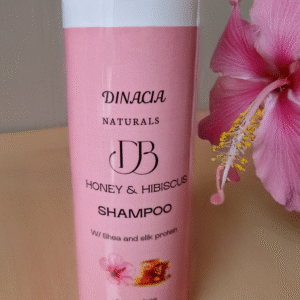 DINACIA
NATURALS
DB
HONEY & HIBISCUS
SHAMPOO
W/ Shea and silk protein